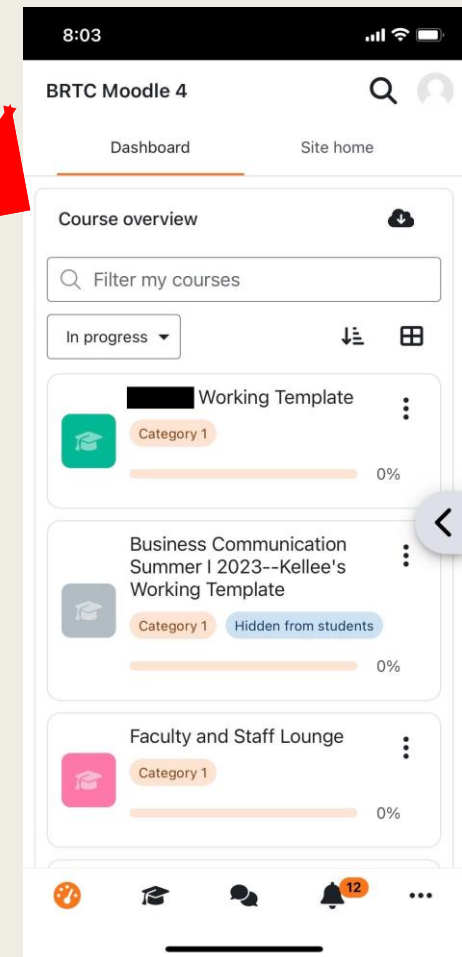 8:03
BRTC Moodle 4
Dashboard Site home
Course overview
Filter my courses
In progress
Working Template
Category 1
0%
Business Communication
Summer I 2023--Kellee's
Working Template
Category 1 Hidden from students
0%
Faculty and Staff Lounge
Category 1
0%
12